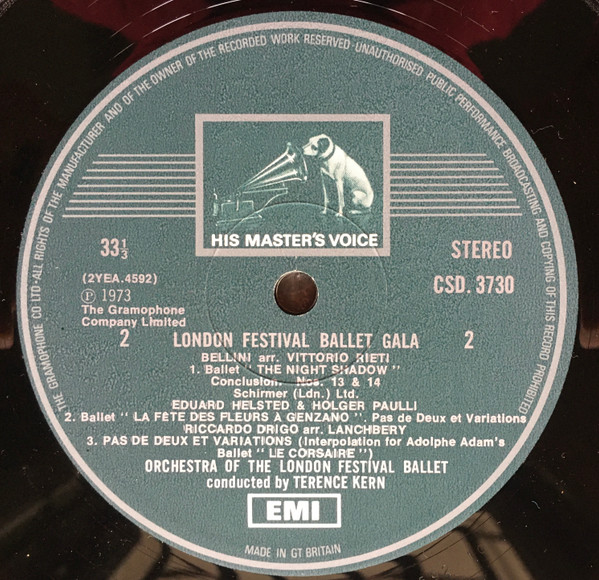 THE GRAMOPHONE CO LTD·ALL RIGHTS OF THE MANUFACTURER AND OF THE OWNER OF THE RECORDED WORK RESERVED·UNAUTHORISED PUBLIC PERFORMANCE BROADCASTING AND COPYING OF THIS RECORD PROHIBITED
HIS MASTER'S VOICE
33⅓
STEREO
(2YEA.4592)
CSD. 3730
Ⓟ 1973
The Gramophone
Company Limited
2 LONDON FESTIVAL BALLET GALA 2
BELLINI arr. VITTORIO RIETI
1. Ballet "THE NIGHT SHADOW"
Conclusion. Nos. 13 & 14
Schirmer (Ldn.) Ltd.
EDUARD HELSTED & HOLGER PAULLI
2. Ballet "LA FÊTE DES FLEURS À GENZANO". Pas de Deux et Variations
RICCARDO DRIGO arr. LANCHBERY
3. PAS DE DEUX ET VARIATIONS (Interpolation for Adolphe Adam's
Ballet "LE CORSAIRE")
ORCHESTRA OF THE LONDON FESTIVAL BALLET
conducted by TERENCE KERN
EMI
MADE IN GT BRITAIN